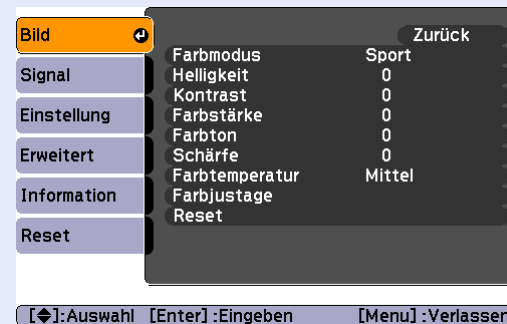 Bild
Signal
Einstellung
Erweitert
Information
Reset
Zurück
Farbmodus Sport
Helligkeit 0
Kontrast 0
Farbstärke 0
Farbton 0
Schärfe 0
Farbtemperatur Mittel
Farbjustage
Reset
[◆]:Auswahl [Enter]:Eingeben [Menu]:Verlassen